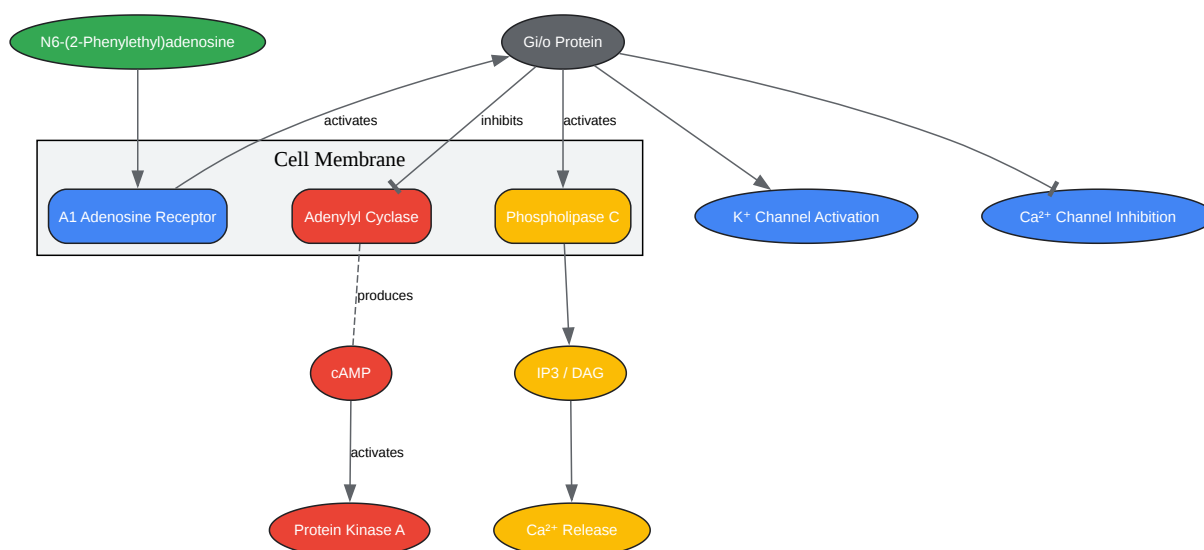 N6-(2-Phenylethyl)adenosine
Gi/o Protein
activates
inhibits
activates
Cell Membrane
A1 Adenosine Receptor
Adenylyl Cyclase
Phospholipase C
K⁺ Channel Activation
Ca²⁺ Channel Inhibition
produces
cAMP
IP3 / DAG
activates
Protein Kinase A
Ca²⁺ Release